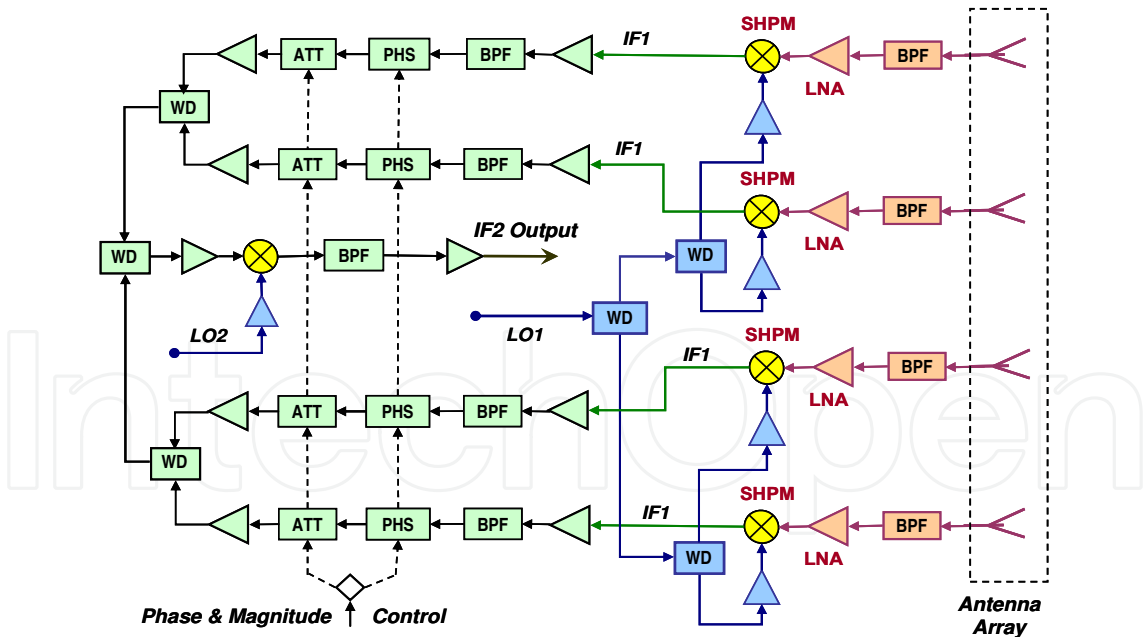 SHPM
IF1
ATT PHS BPF BPF
LNA
WD
IF1
SHPM
ATT PHS BPF BPF
LNA
IF2 Output
WD BPF WD
LO1 WD
LO2
SHPM
IF1
BPF
LNA
ATT PHS BPF
WD
SHPM
IF1
ATT PHS BPF BPF
WD LNA
Phase & Magnitude Control
Antenna
Array
IntechOpen